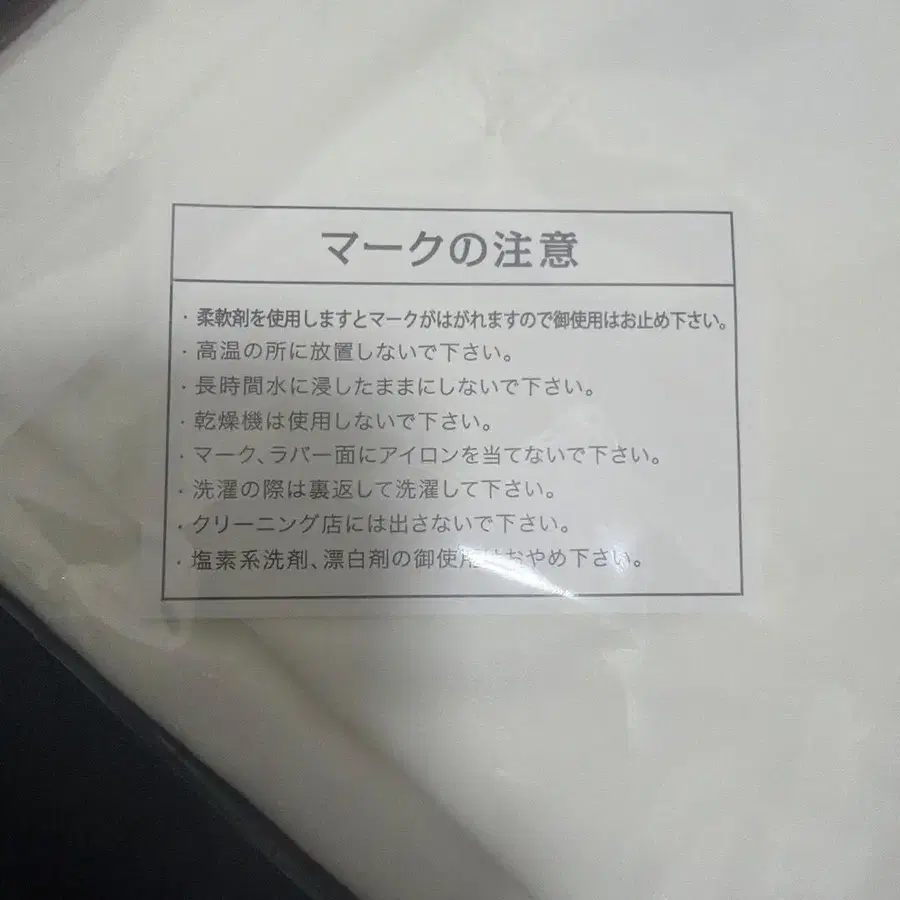 マークの注意
・柔軟剤を使用しますとマークがはがれますので御使用はお止め下さい。
・高温の所に放置しないで下さい。
・長時間水に浸したままにしないで下さい。
・乾燥機は使用しないで下さい。
・マーク、ラバー面にアイロンを当てないで下さい。
・洗濯の際は裏返して洗濯して下さい。
・クリーニング店には出さないで下さい。
・塩素系洗剤、漂白剤の御使用はおやめ下さい。